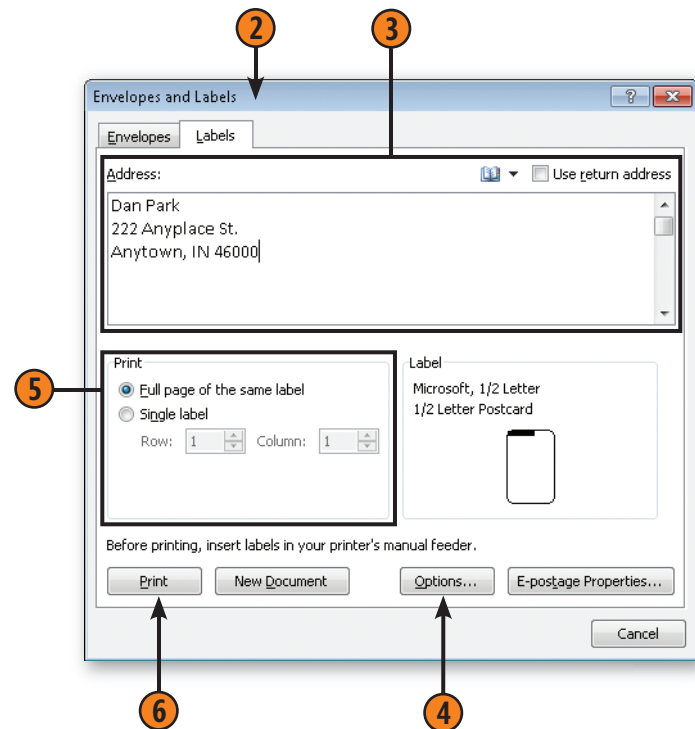 2 3
Envelopes and Labels
Envelopes Labels
Address: Use return address
Dan Park
222 Anyplace St.
Anytown, IN 46000
Print Label
5 Full page of the same label Microsoft, 1/2 Letter
Single label 1/2 Letter Postcard
Row: 1 Column: 1
Before printing, insert labels in your printer's manual feeder.
Print New Document Options... E-postage Properties...
Cancel
6 4